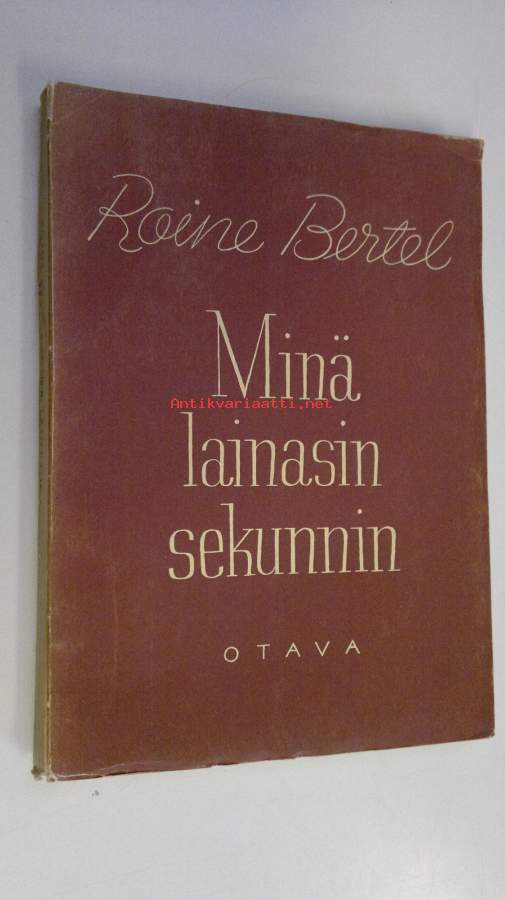 Roine Bertel
Minä
Antikvariaatti.net
lainasin
sekunnin
OTAVA